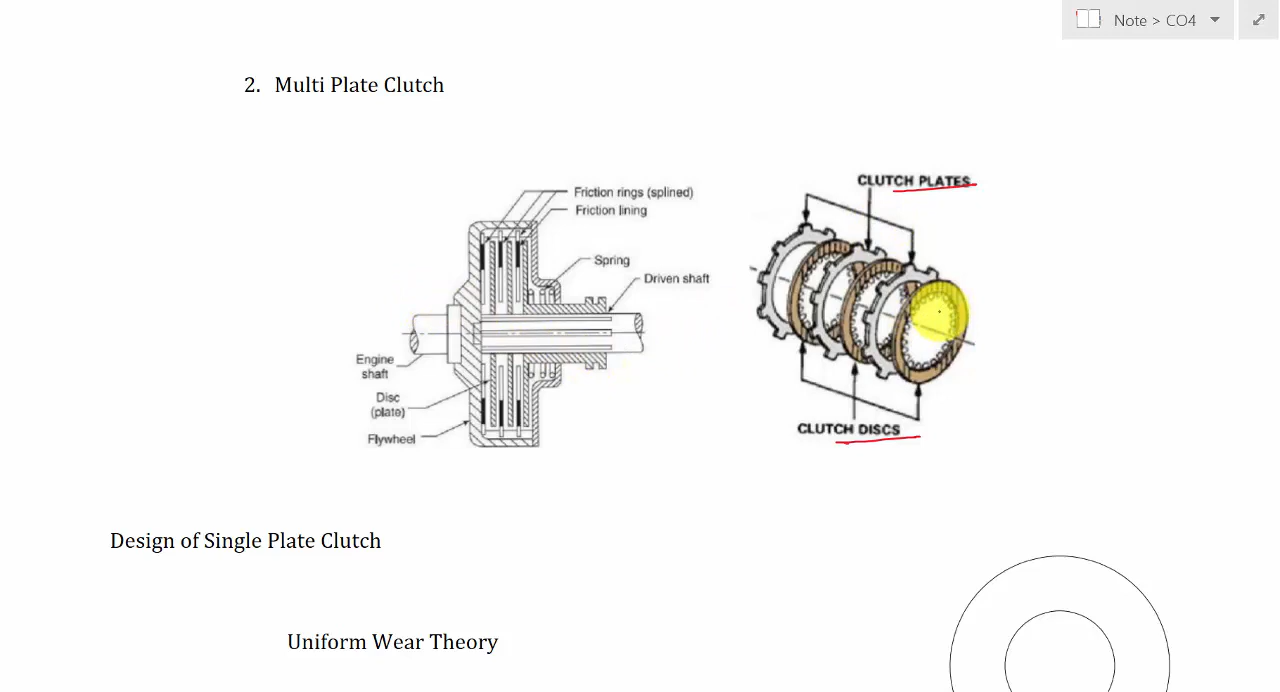 Note > CO4
2. Multi Plate Clutch
CLUTCH PLATES
Friction rings (splined)
Friction lining
Spring
Driven shaft
Engine
shaft
Disc
(plate)
Flywheel
CLUTCH DISCS
Design of Single Plate Clutch
Uniform Wear Theory